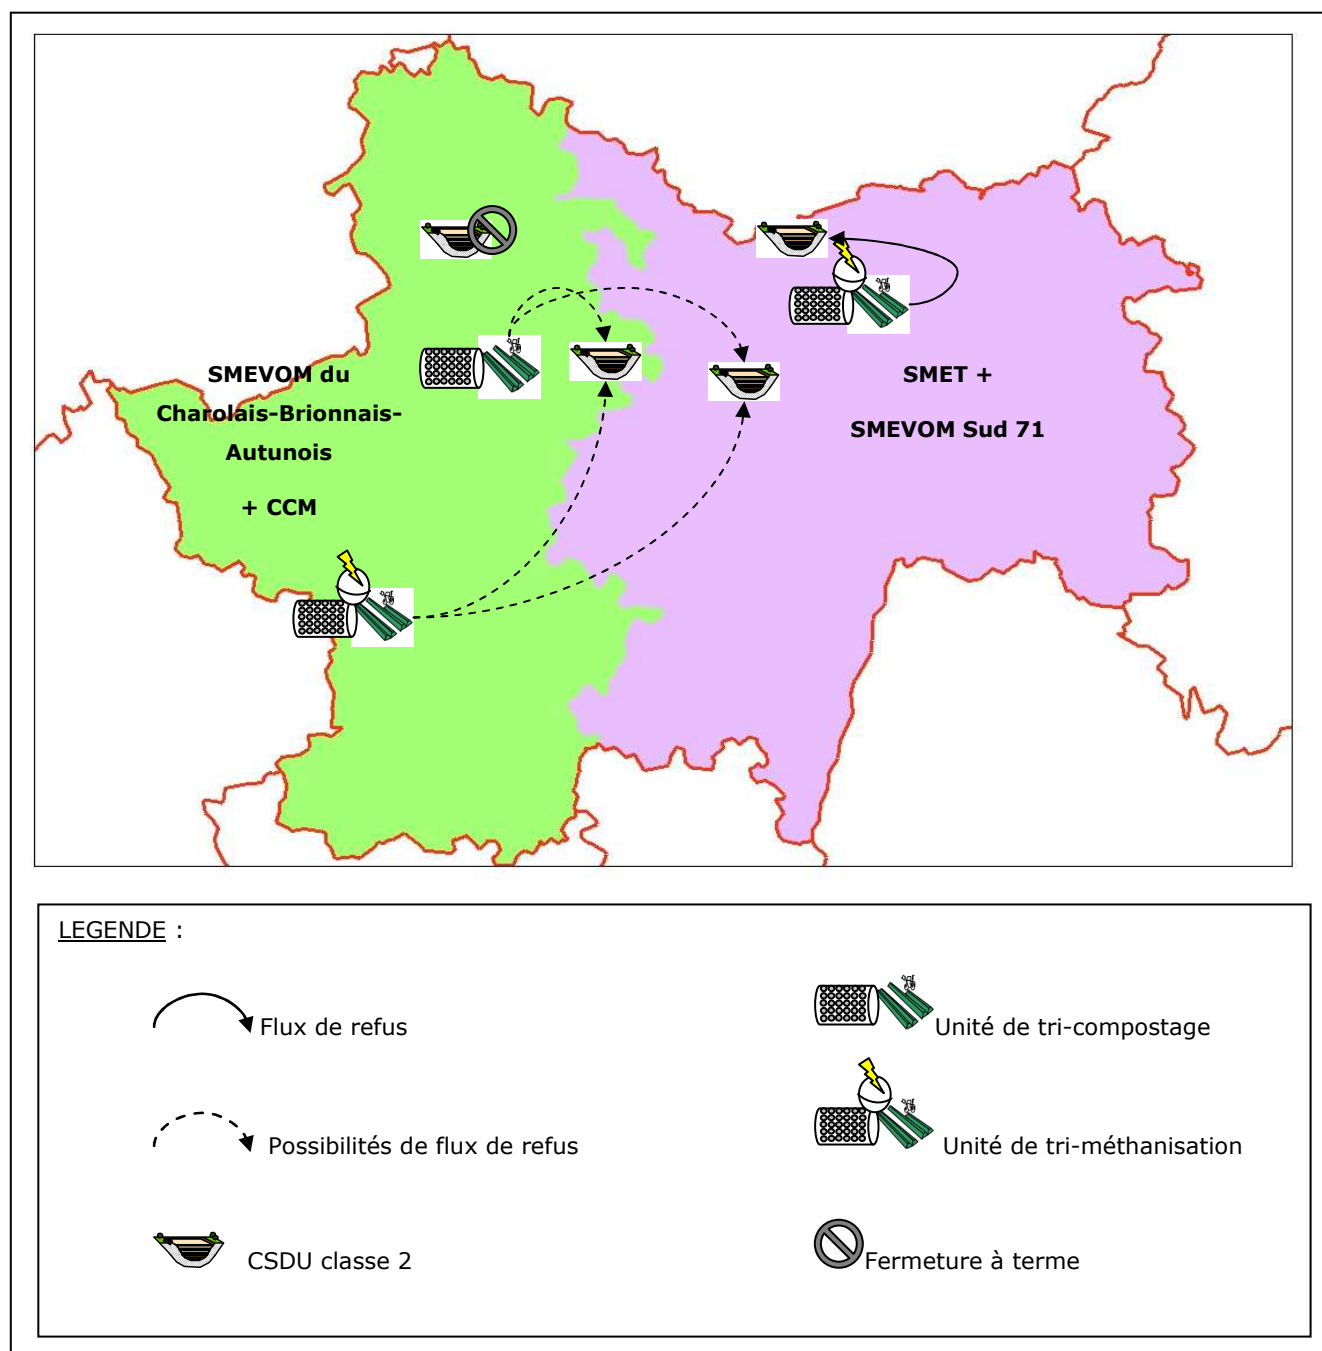 SMEVOM du
Charolais-Brionnais-
Autunois
+ CCM
SMET +
SMEVOM Sud 71
LEGENDE :
Flux de refus
Unité de tri-compostage
Possibilités de flux de refus
Unité de tri-méthanisation
CSDU classe 2
Fermeture à terme